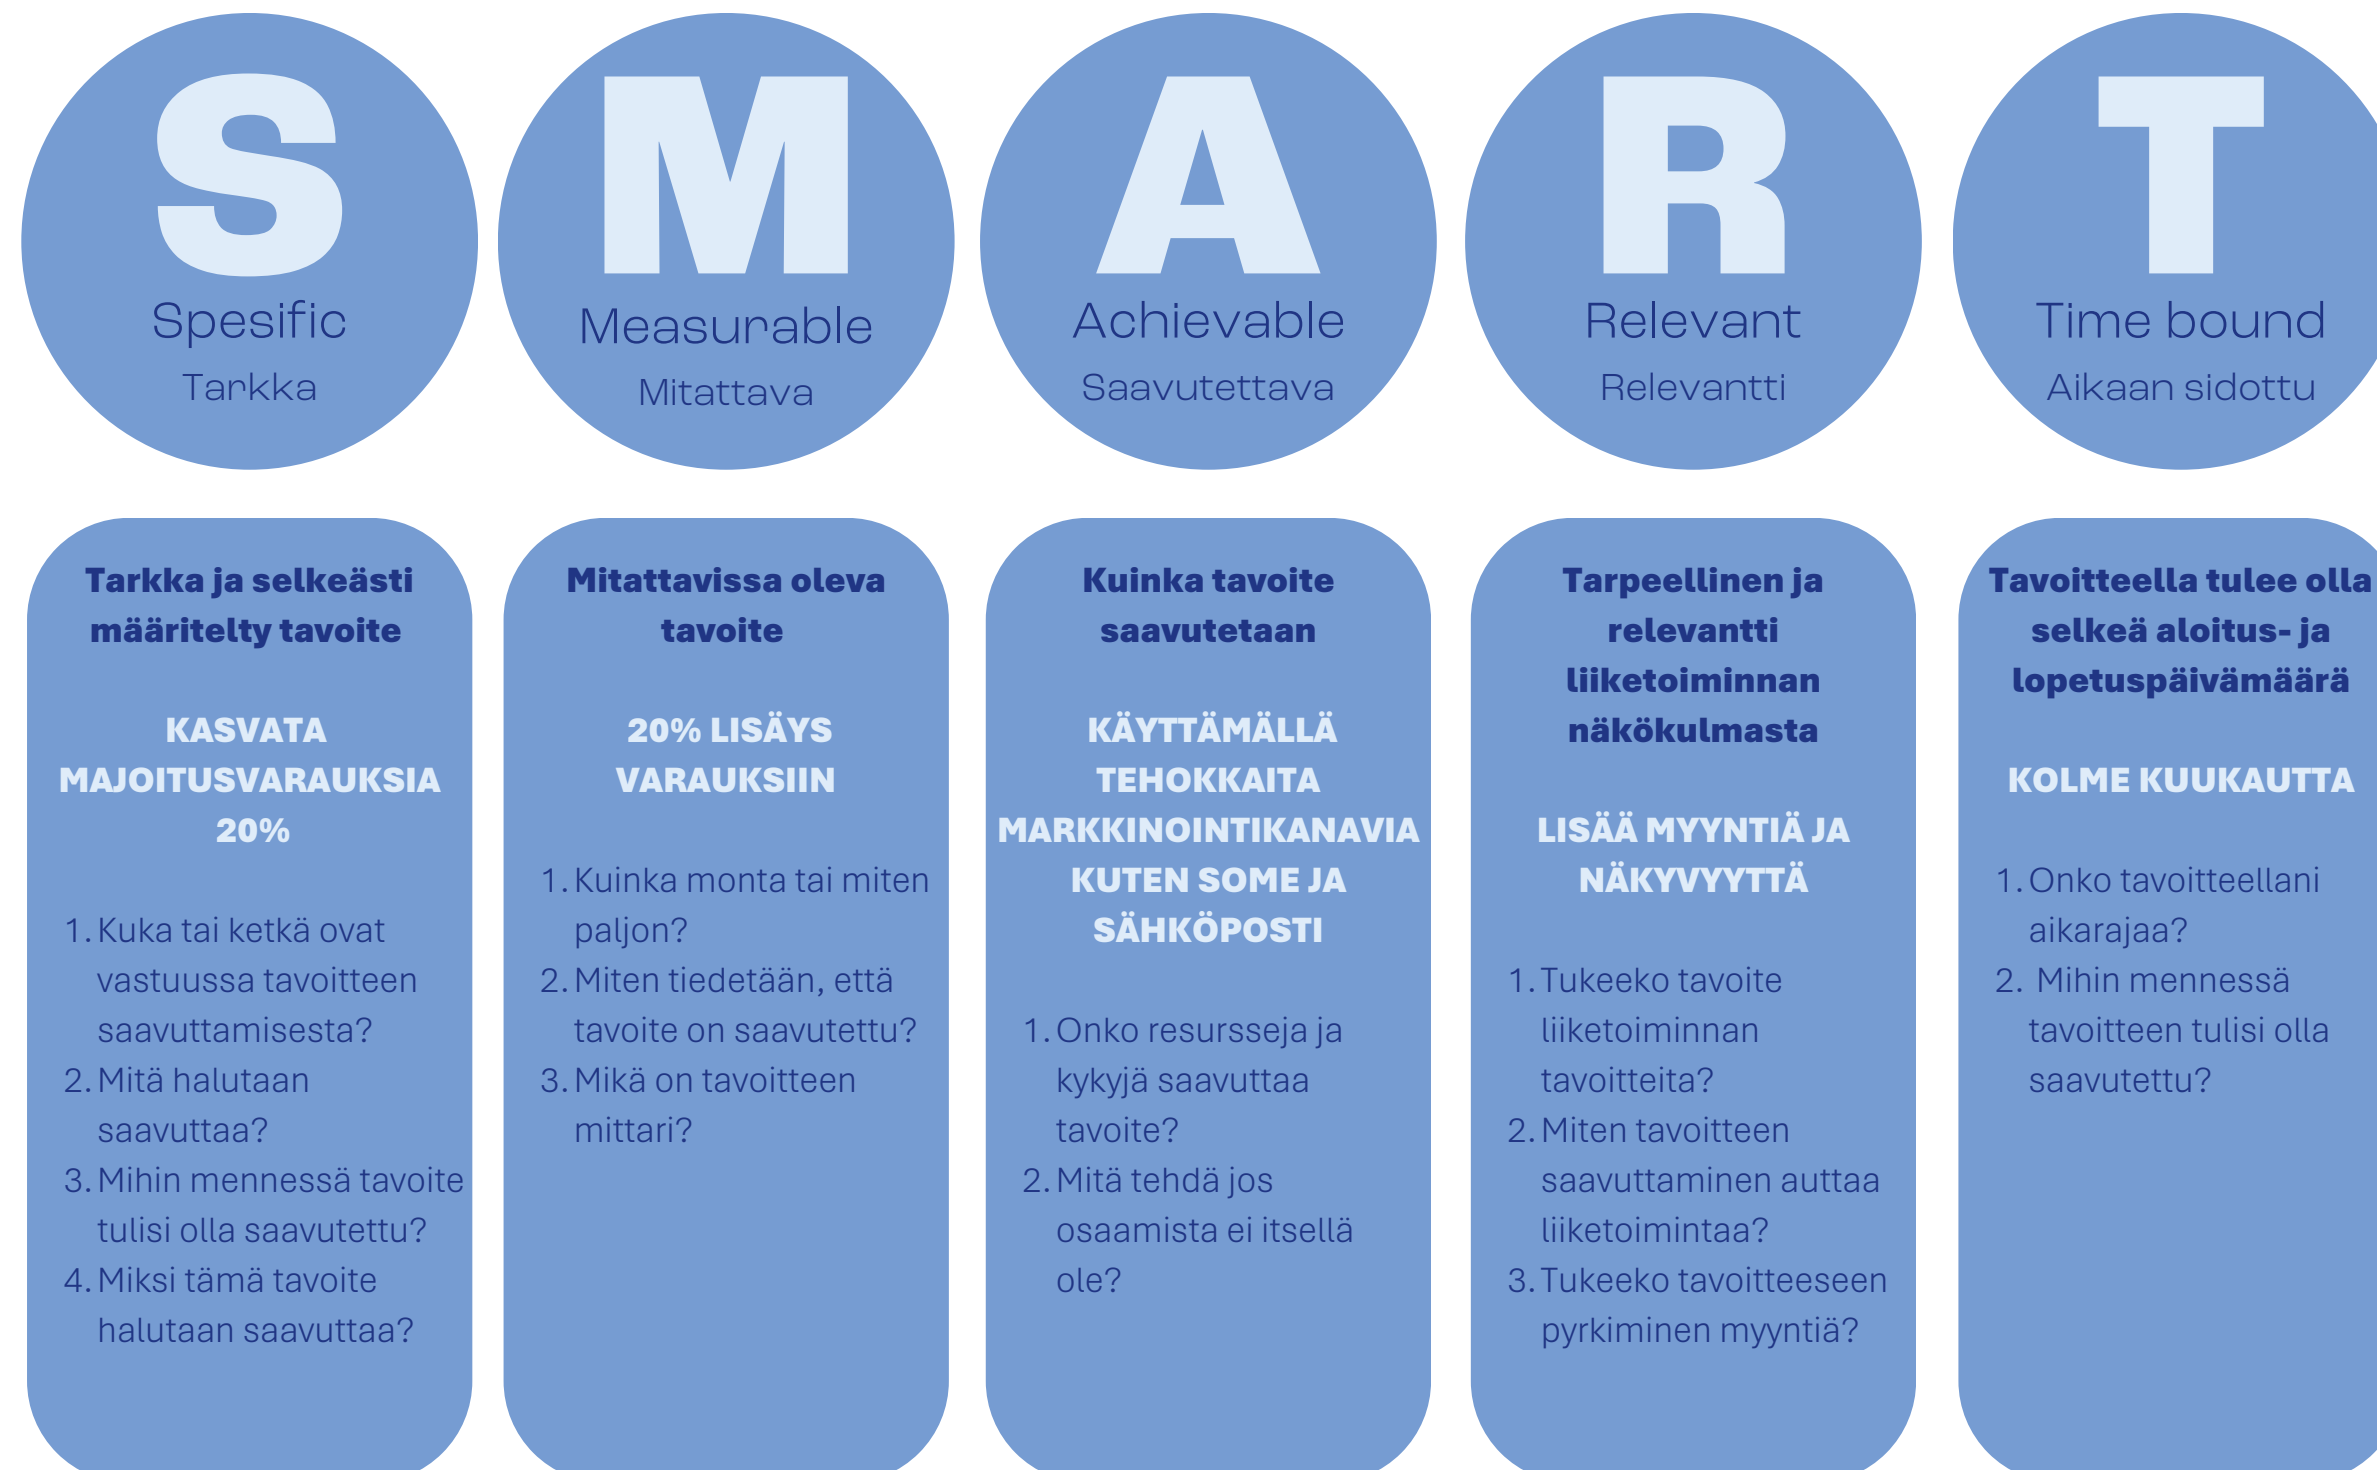 S
Spesific
Tarkka
M
Measurable
Mitattava
A
Achievable
Saavutettava
R
Relevant
Relevantti
T
Time bound
Aikaan sidottu
Tarkka ja selkeästi
määritelty tavoite
KASVATA
MAJOITUSVARAUKSIA
20%
1. Kuka tai ketkä ovat
vastuussa tavoitteen
saavuttamisesta?
2. Mitä halutaan
saavuttaa?
3. Mihin mennessä tavoite
tulisi olla saavutettu?
4. Miksi tämä tavoite
halutaan saavuttaa?
Mitattavissa oleva
tavoite
20% LISÄYS
VARAUKSIIN
1. Kuinka monta tai miten
paljon?
2. Miten tiedetään, että
tavoite on saavutettu?
3. Mikä on tavoitteen
mittari?
Kuinka tavoite
saavutetaan
KÄYTTÄMÄLLÄ
TEHOKKAITA
MARKKINOINTIKANAVIA
KUTEN SOME JA
SÄHKÖPOSTI
1. Onko resursseja ja
kykyjä saavuttaa
tavoite?
2. Mitä tehdä jos
osaamista ei itsellä
ole?
Tarpeellinen ja
relevantti
liiketoiminnan
näkökulmasta
LISÄÄ MYYNTIÄ JA
NÄKYVYYTTÄ
1. Tukeeko tavoite
liiketoiminnan
tavoitteita?
2. Miten tavoitteen
saavuttaminen auttaa
liiketoimintaa?
3. Tukeeko tavoitteeseen
pyrkiminen myyntiä?
Tavoitteella tulee olla
selkeä aloitus- ja
lopetuspäivämäärä
KOLME KUUKAUTTA
1. Onko tavoitteellani
aikarajaa?
2. Mihin mennessä
tavoitteen tulisi olla
saavutettu?